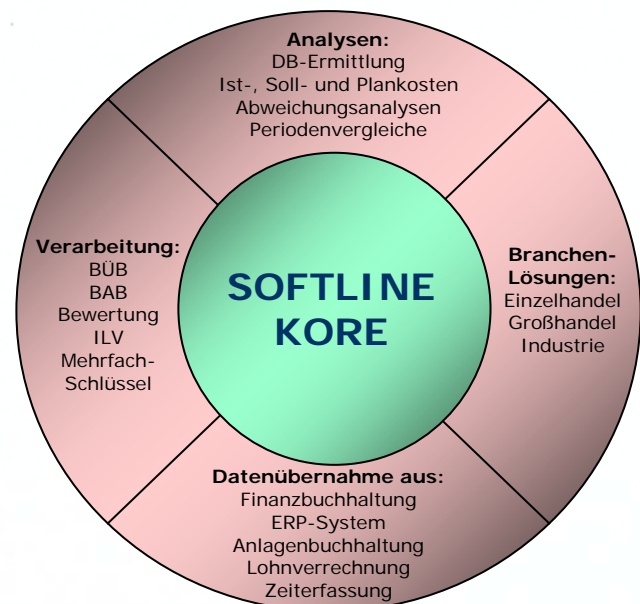 Analysen:
DB-Ermittlung
Ist-, Soll- und Plankosten
Abweichungsanalysen
Periodenvergleiche
Verarbeitung:
BÜB
BAB
Bewertung
ILV
Mehrfach-
Schlüssel
SOFTLINE
KORE
Branchen-
Lösungen:
Einzelhandel
Großhandel
Industrie
Datenübernahme aus:
Finanzbuchhaltung
ERP-System
Anlagenbuchhaltung
Lohnverrechnung
Zeiterfassung